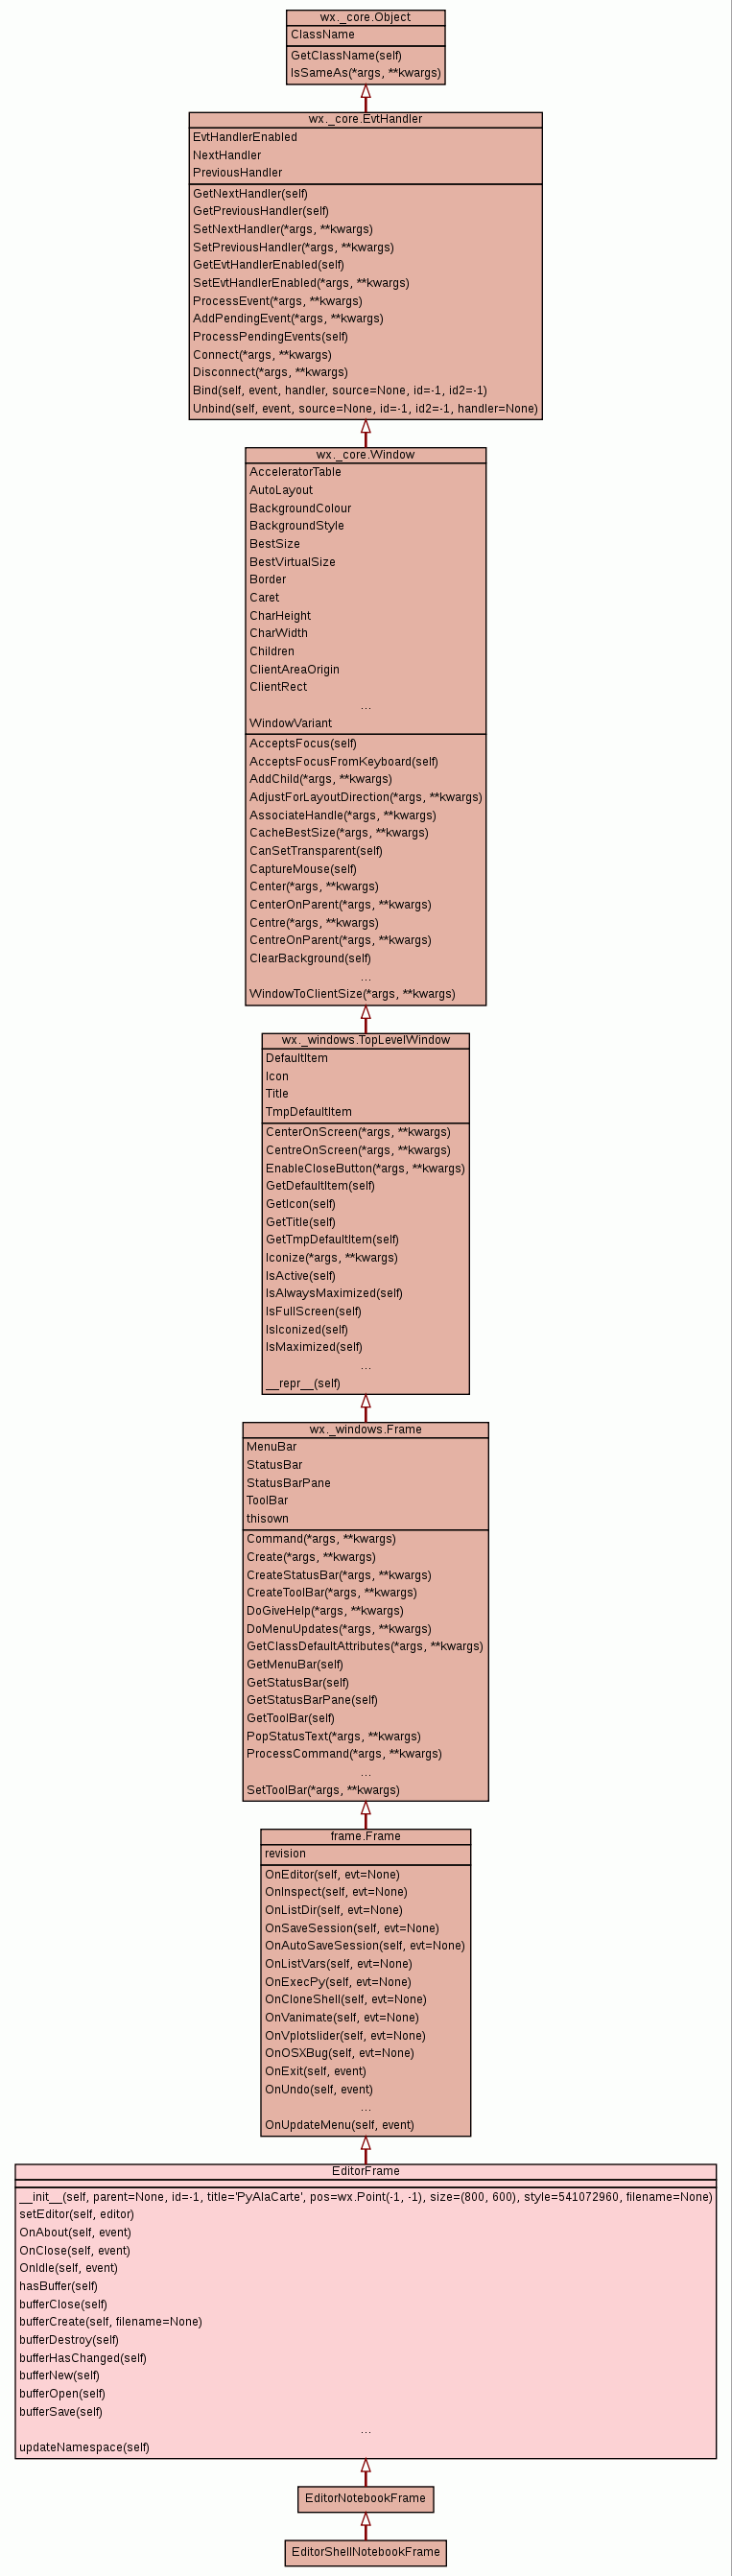 wx._core.Object
ClassName
GetClassName(self)
IsSameAs(*args, **kwargs)
wx._core.EvtHandler
EvtHandlerEnabled
NextHandler
PreviousHandler
GetNextHandler(self)
GetPreviousHandler(self)
SetNextHandler(*args, **kwargs)
SetPreviousHandler(*args, **kwargs)
GetEvtHandlerEnabled(self)
SetEvtHandlerEnabled(*args, **kwargs)
ProcessEvent(*args, **kwargs)
AddPendingEvent(*args, **kwargs)
ProcessPendingEvents(self)
Connect(*args, **kwargs)
Disconnect(*args, **kwargs)
Bind(self, event, handler, source=None, id=-1, id2=-1)
Unbind(self, event, source=None, id=-1, id2=-1, handler=None)
wx._core.Window
AcceleratorTable
AutoLayout
BackgroundColour
BackgroundStyle
BestSize
BestVirtualSize
Border
Caret
CharHeight
CharWidth
Children
ClientAreaOrigin
ClientRect
...
WindowVariant
AcceptsFocus(self)
AcceptsFocusFromKeyboard(self)
AddChild(*args, **kwargs)
AdjustForLayoutDirection(*args, **kwargs)
AssociateHandle(*args, **kwargs)
CacheBestSize(*args, **kwargs)
CanSetTransparent(self)
CaptureMouse(self)
Center(*args, **kwargs)
CenterOnParent(*args, **kwargs)
Centre(*args, **kwargs)
CentreOnParent(*args, **kwargs)
ClearBackground(self)
...
WindowToClientSize(*args, **kwargs)
wx._windows.TopLevelWindow
DefaultItem
Icon
Title
TmpDefaultItem
CenterOnScreen(*args, **kwargs)
CentreOnScreen(*args, **kwargs)
EnableCloseButton(*args, **kwargs)
GetDefaultItem(self)
GetIcon(self)
GetTitle(self)
GetTmpDefaultItem(self)
Iconize(*args, **kwargs)
IsActive(self)
IsAlwaysMaximized(self)
IsFullScreen(self)
IsIconized(self)
IsMaximized(self)
...
__repr__(self)
wx._windows.Frame
MenuBar
StatusBar
StatusBarPane
ToolBar
thisown
Command(*args, **kwargs)
Create(*args, **kwargs)
CreateStatusBar(*args, **kwargs)
CreateToolBar(*args, **kwargs)
DoGiveHelp(*args, **kwargs)
DoMenuUpdates(*args, **kwargs)
GetClassDefaultAttributes(*args, **kwargs)
GetMenuBar(self)
GetStatusBar(self)
GetStatusBarPane(self)
GetToolBar(self)
PopStatusText(*args, **kwargs)
ProcessCommand(*args, **kwargs)
...
SetToolBar(*args, **kwargs)
frame.Frame
revision
OnEditor(self, evt=None)
OnInspect(self, evt=None)
OnListDir(self, evt=None)
OnSaveSession(self, evt=None)
OnAutoSaveSession(self, evt=None)
OnListVars(self, evt=None)
OnExecPy(self, evt=None)
OnCloneShell(self, evt=None)
OnVanimate(self, evt=None)
OnVplotslider(self, evt=None)
OnOSXBug(self, evt=None)
OnExit(self, event)
OnUndo(self, event)
...
OnUpdateMenu(self, event)
EditorFrame
__init__(self, parent=None, id=-1, title='PyAlaCarte', pos=wx.Point(-1, -1), size=(800, 600), style=541072960, filename=None)
setEditor(self, editor)
OnAbout(self, event)
OnClose(self, event)
OnIdle(self, event)
hasBuffer(self)
bufferClose(self)
bufferCreate(self, filename=None)
bufferDestroy(self)
bufferHasChanged(self)
bufferNew(self)
bufferOpen(self)
bufferSave(self)
...
updateNamespace(self)
EditorNotebookFrame
EditorShellNotebookFrame